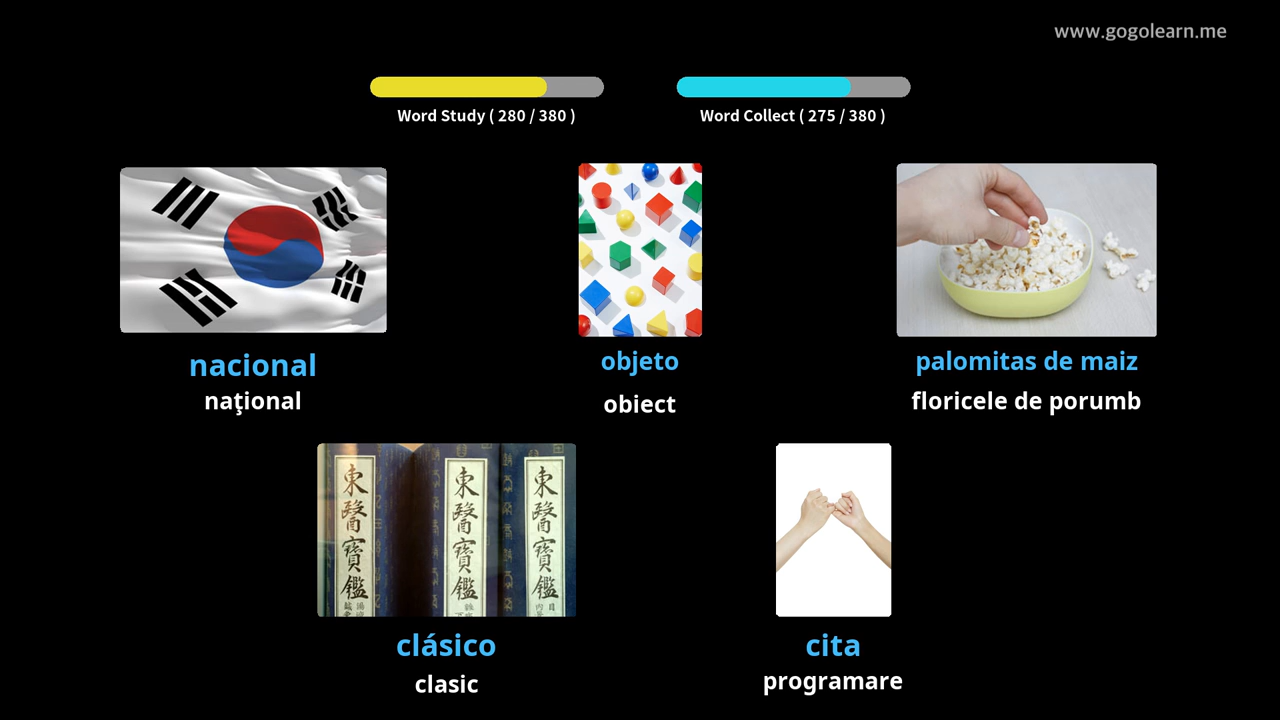 www.gogolearn.me
Word Study ( 280 / 380 )
Word Collect ( 275 / 380 )
nacional
naţional
objeto
obiect
palomitas de maiz
floricele de porumb
東醫寶鑑
東醫寶鑑
東醫寶鑑
clásico
clasic
cita
programare